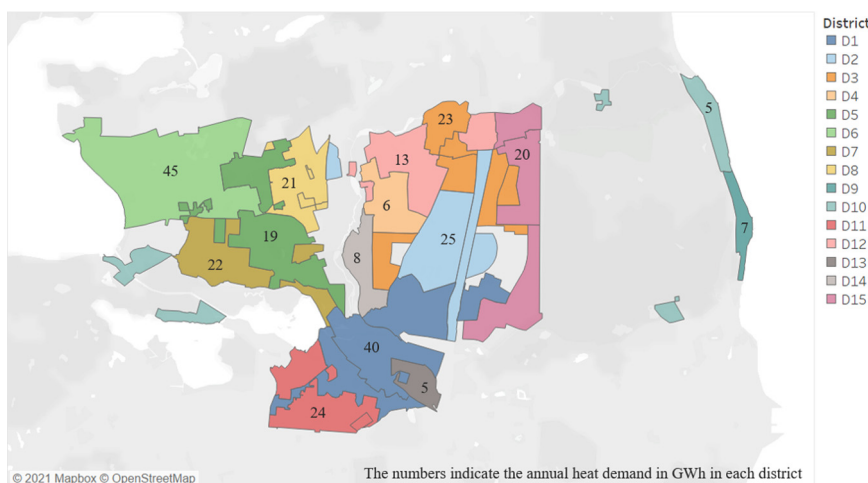 District
D1
D2
D3
D4
D5
D6
D7
D8
D9
D10
D11
D12
D13
D14
D15
5
23
20
13
45
21
6
7
19
25
22
8
40
5
24
The numbers indicate the annual heat demand in GWh in each district
© 2021 Mapbox © OpenStreetMap